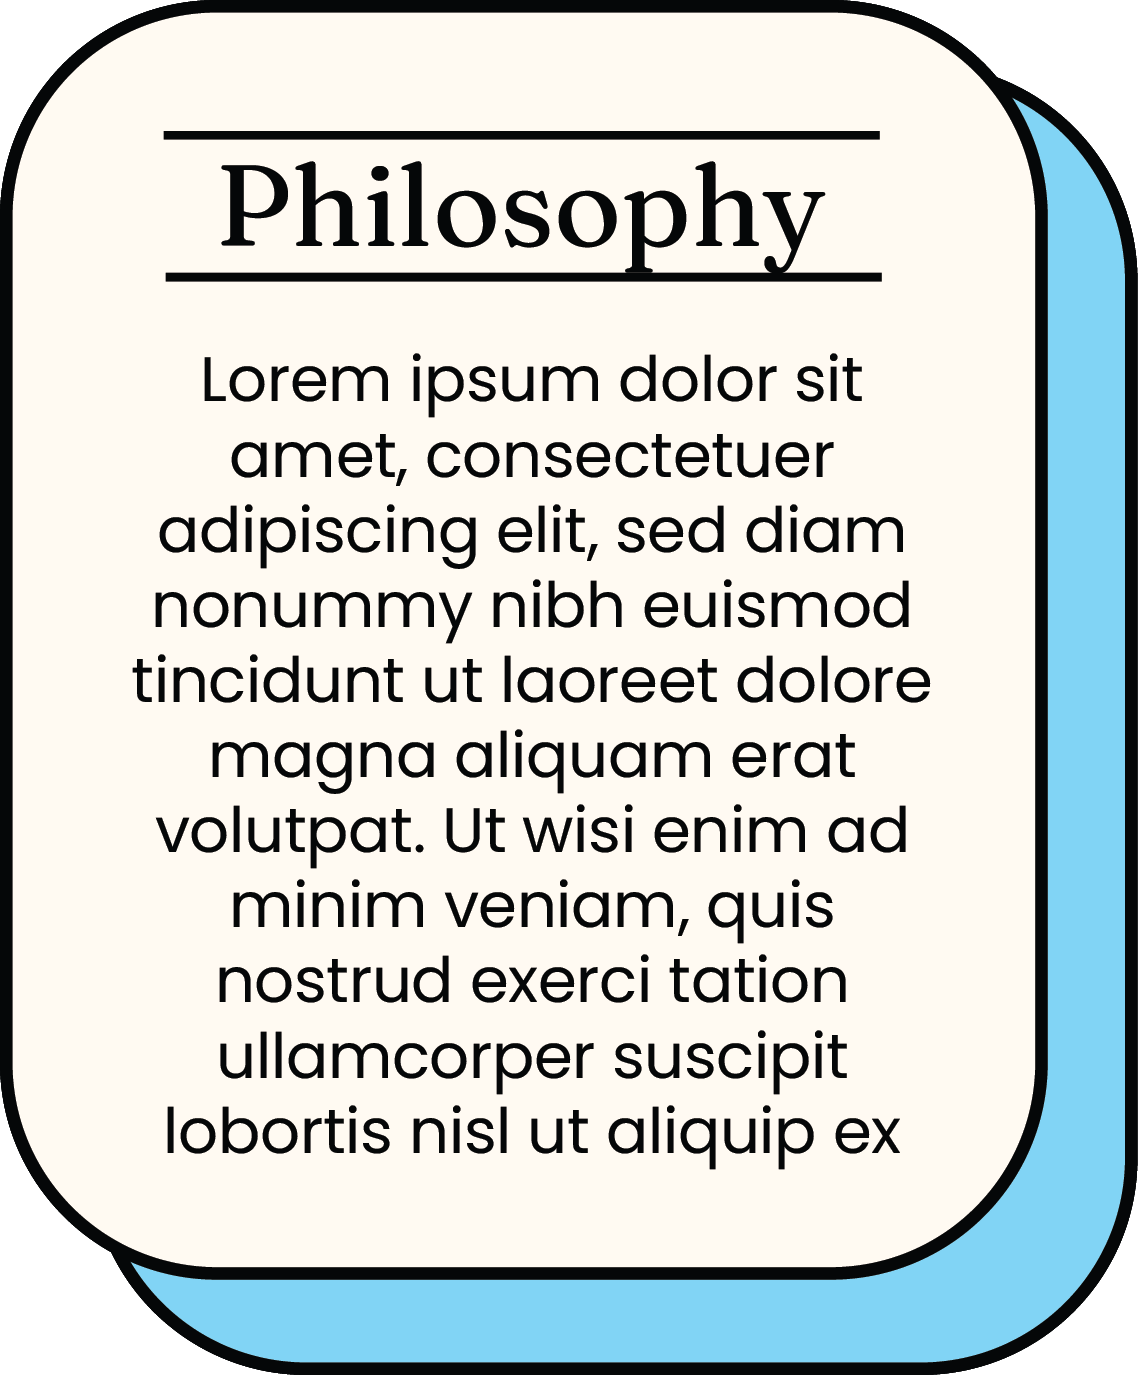 Philosophy
Lorem ipsum dolor sit
amet, consectetuer
adipiscing elit, sed diam
nonummy nibh euismod
tincidunt ut laoreet dolore
magna aliquam erat
volutpat. Ut wisi enim ad
minim veniam, quis
nostrud exerci tation
ullamcorper suscipit
lobortis nisl ut aliquip ex